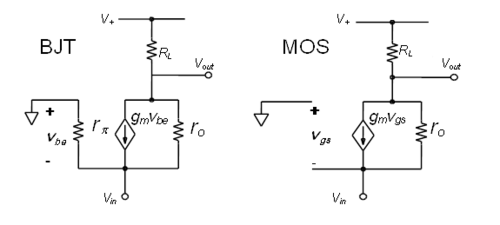 BJT
V+
RL
Vout
+
vbe
-
rπ
gmvbe
ro
Vin
MOS
V+
RL
Vout
+
vgs
-
gmvgs
ro
Vin